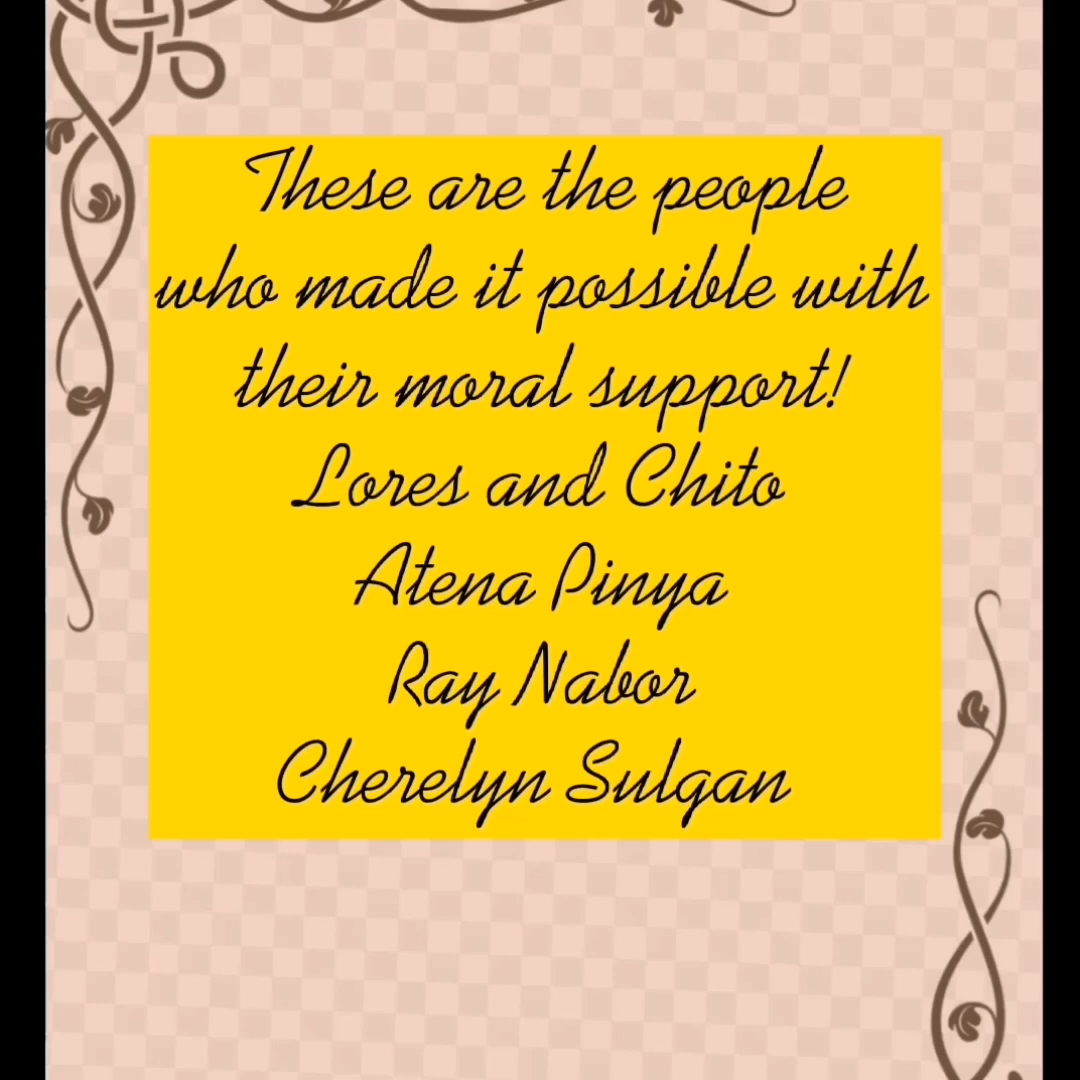 These are the people
who made it possible with
their moral support!
Lores and Chito
Atena Pinya
Ray Nabor
Cherelyn Sulgan